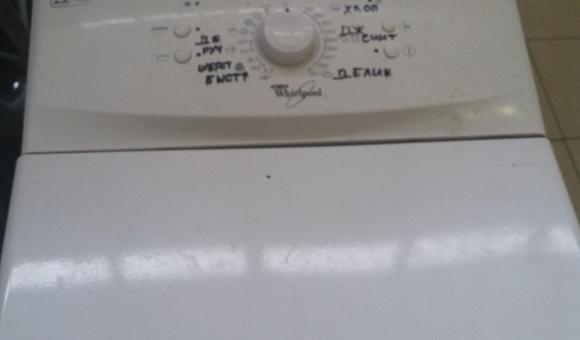 ХЛОП
ДЖ
СИНТ
ДЕ
РУЧ
ШЕРСТ
БЫСТР
ДЕЛИК
Whirlpool